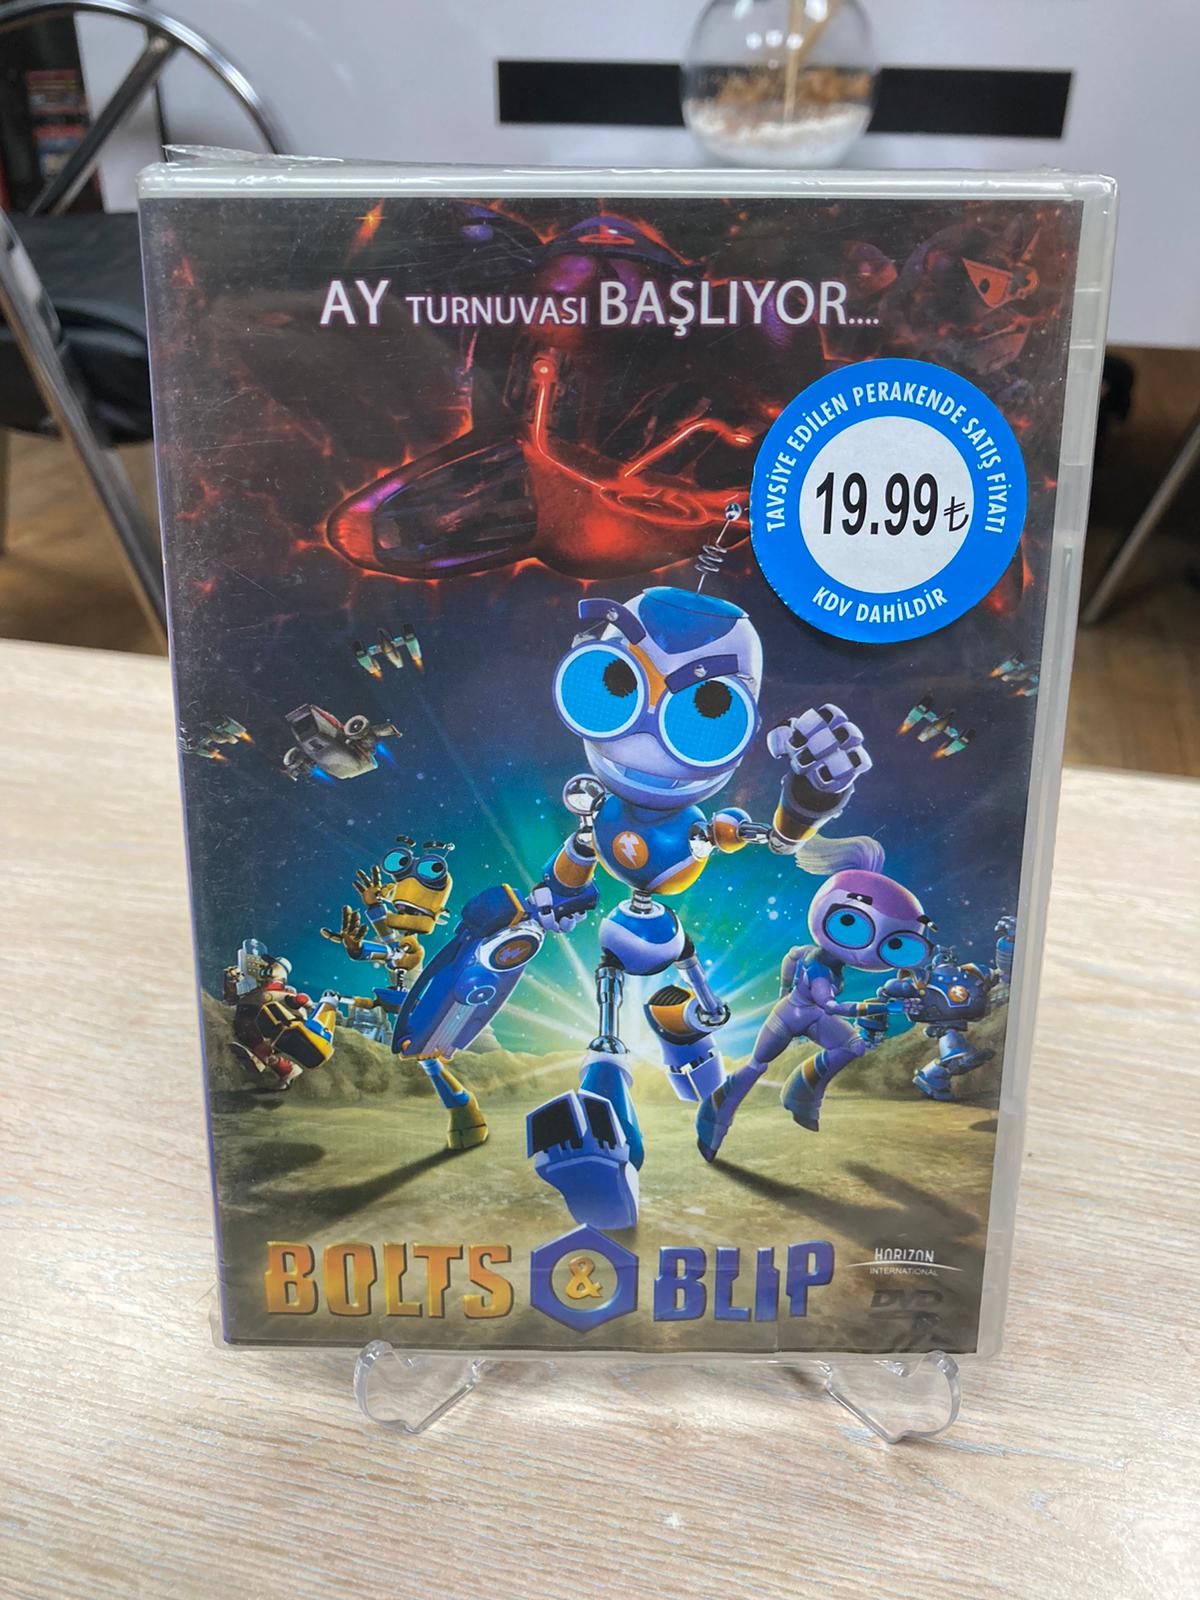 AY TURNUVASI BAŞLIYOR....
TAVSİYE EDİLEN PERAKENDE SATIŞ FİYATI
19.99₺
KDV DAHİLDİR
BOLTS & BLIP
HORIZON
INTERNATIONAL
DVD